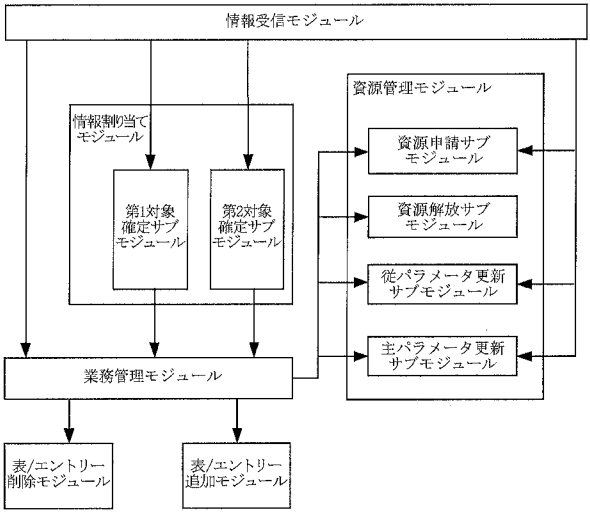 情報受信モジュール
情報割り当て
モジュール
第1対象
確定サブ
モジュール
第2対象
確定サブ
モジュール
資源管理モジュール
資源申請サブ
モジュール
資源解放サブ
モジュール
従パラメータ更新
サブモジュール
主パラメータ更新
サブモジュール
業務管理モジュール
表/エントリー
削除モジュール
表/エントリー
追加モジュール